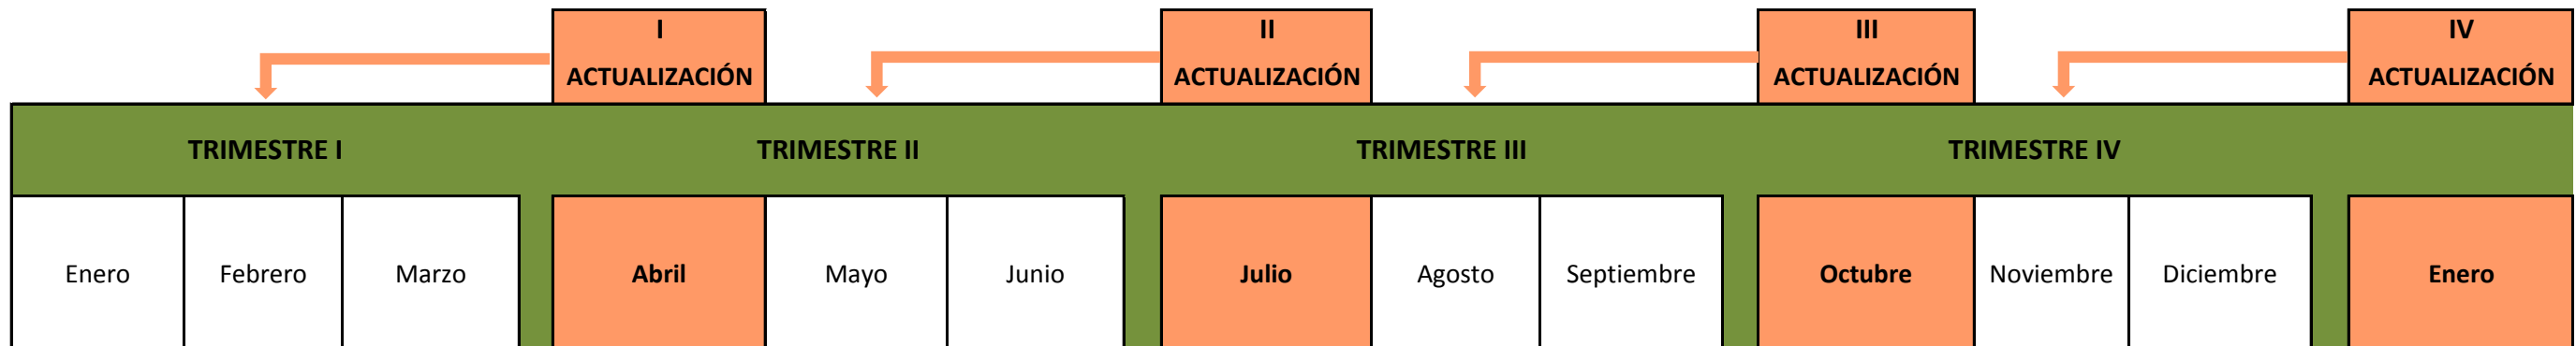 I
ACTUALIZACIÓN
II
ACTUALIZACIÓN
III
ACTUALIZACIÓN
IV
ACTUALIZACIÓN
TRIMESTRE I
TRIMESTRE II
TRIMESTRE III
TRIMESTRE IV
Enero
Febrero
Marzo
Abril
Mayo
Junio
Julio
Agosto
Septiembre
Octubre
Noviembre
Diciembre
Enero